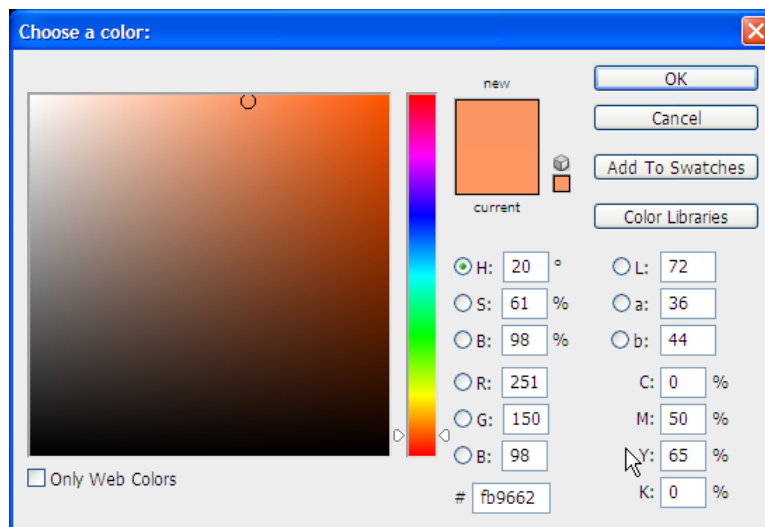 Choose a color:
new
current
OK
Cancel
Add To Swatches
Color Libraries
H: 20 °
S: 61 %
B: 98 %
R: 251
G: 150
B: 98
# fb9662
L: 72
a: 36
b: 44
C: 0 %
M: 50 %
Y: 65 %
K: 0 %
Only Web Colors